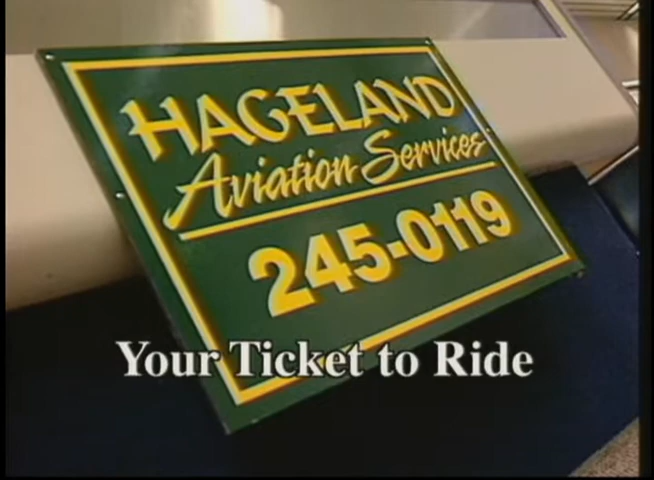 HAGELAND
Aviation Services
245-0119
Your Ticket to Ride